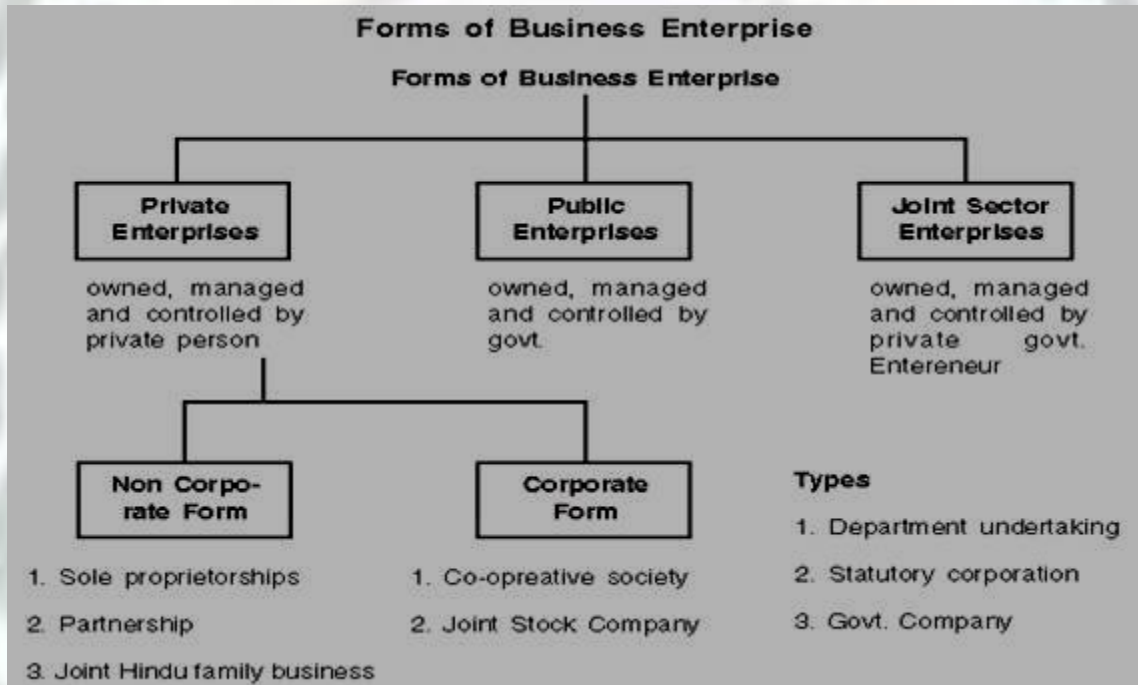 Forms of Business Enterprise
Forms of Business Enterprise
Private
Enterprises
owned, managed
and controlled by
private person
Public
Enterprises
owned, managed
and controlled by
govt.
Joint Sector
Enterprises
owned, managed
and controlled by
private govt.
Entereneur
Non Corpo-
rate Form
1. Sole proprietorships
2. Partnership
3. Joint Hindu family business
Corporate
Form
1. Co-opreative society
2. Joint Stock Company
Types
1. Department undertaking
2. Statutory corporation
3. Govt. Company